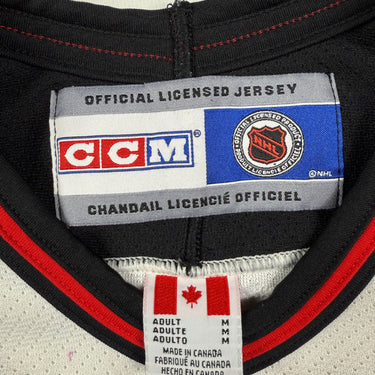 OFFICIAL LICENSED JERSEY
CCM®
OFFICIAL LICENSED PRODUCT
NHL
PRODUIT LICENCIÉ OFFICIEL
©NHL
CHANDAIL LICENCIÉ OFFICIEL
ADULT M
ADULTE M
ADULTO M
MADE IN CANADA
FABRIQUÉ AU CANADA
HECHO EN CANADA